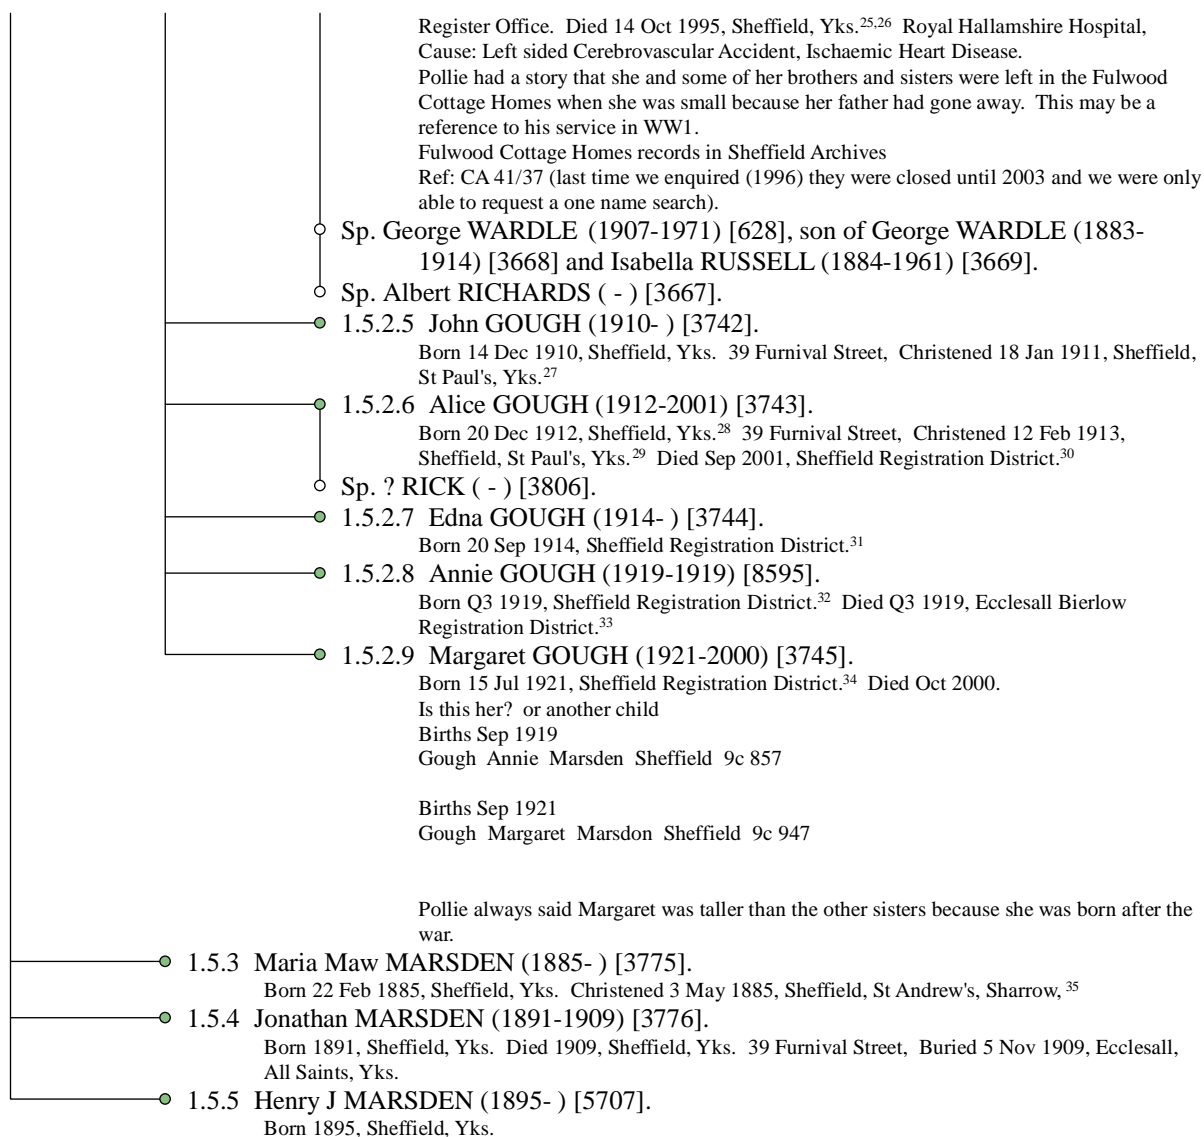 Register Office. Died 14 Oct 1995, Sheffield, Yks.25,26 Royal Hallamshire Hospital,
Cause: Left sided Cerebrovascular Accident, Ischaemic Heart Disease.
Pollie had a story that she and some of her brothers and sisters were left in the Fulwood
Cottage Homes when she was small because her father had gone away. This may be a
reference to his service in WW1.
Fulwood Cottage Homes records in Sheffield Archives
Ref: CA 41/37 (last time we enquired (1996) they were closed until 2003 and we were only
able to request a one name search).
Sp. George WARDLE (1907-1971) [628], son of George WARDLE (1883-
1914) [3668] and Isabella RUSSELL (1884-1961) [3669].
Sp. Albert RICHARDS ( - ) [3667].
1.5.2.5 John GOUGH (1910- ) [3742].
Born 14 Dec 1910, Sheffield, Yks. 39 Furnival Street, Christened 18 Jan 1911, Sheffield,
St Paul's, Yks.27
1.5.2.6 Alice GOUGH (1912-2001) [3743].
Born 20 Dec 1912, Sheffield, Yks.28 39 Furnival Street, Christened 12 Feb 1913,
Sheffield, St Paul's, Yks.29 Died Sep 2001, Sheffield Registration District.30
Sp. ? RICK ( - ) [3806].
1.5.2.7 Edna GOUGH (1914- ) [3744].
Born 20 Sep 1914, Sheffield Registration District.31
1.5.2.8 Annie GOUGH (1919-1919) [8595].
Born Q3 1919, Sheffield Registration District.32 Died Q3 1919, Ecclesall Bierlow
Registration District.33
1.5.2.9 Margaret GOUGH (1921-2000) [3745].
Born 15 Jul 1921, Sheffield Registration District.34 Died Oct 2000.
Is this her? or another child
Births Sep 1919
Gough Annie Marsden Sheffield 9c 857
Births Sep 1921
Gough Margaret Marsdon Sheffield 9c 947
Pollie always said Margaret was taller than the other sisters because she was born after the
war.
1.5.3 Maria Maw MARSDEN (1885- ) [3775].
Born 22 Feb 1885, Sheffield, Yks. Christened 3 May 1885, Sheffield, St Andrew's, Sharrow, 35
1.5.4 Jonathan MARSDEN (1891-1909) [3776].
Born 1891, Sheffield, Yks. Died 1909, Sheffield, Yks. 39 Furnival Street, Buried 5 Nov 1909, Ecclesall,
All Saints, Yks.
1.5.5 Henry J MARSDEN (1895- ) [5707].
Born 1895, Sheffield, Yks.